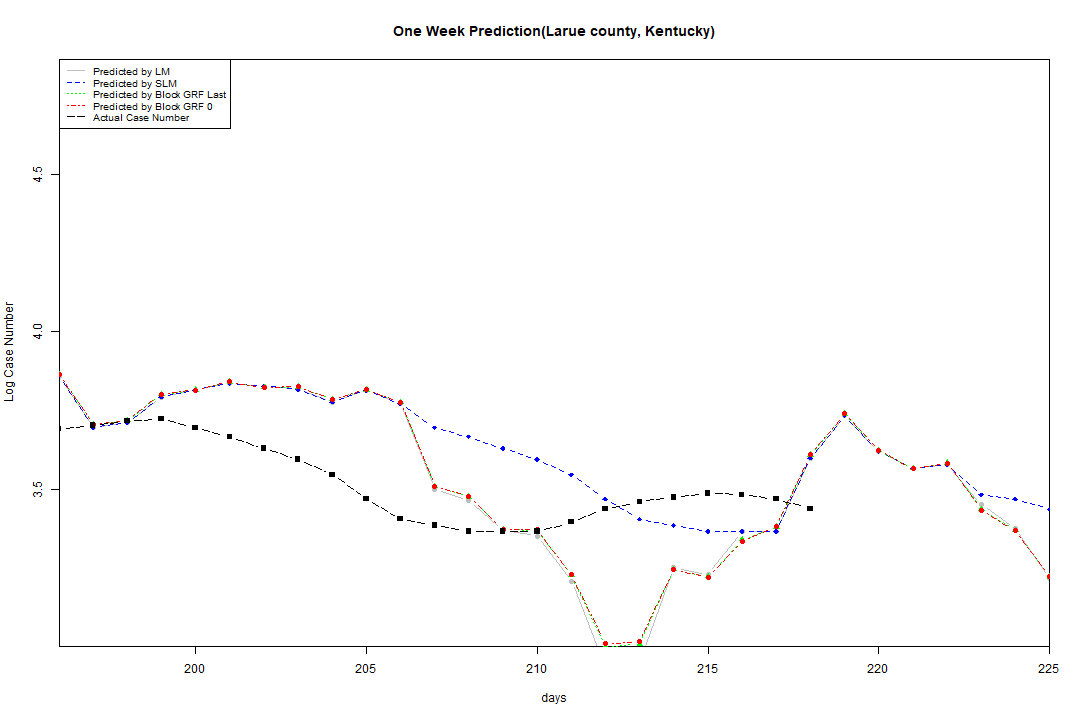 One Week Prediction(Larue county, Kentucky)
Predicted by LM
Predicted by SLM
Predicted by Block GRF Last
Predicted by Block GRF 0
Actual Case Number
4.5
4.0
3.5
Log Case Number
200 205 210 215 220 225
days